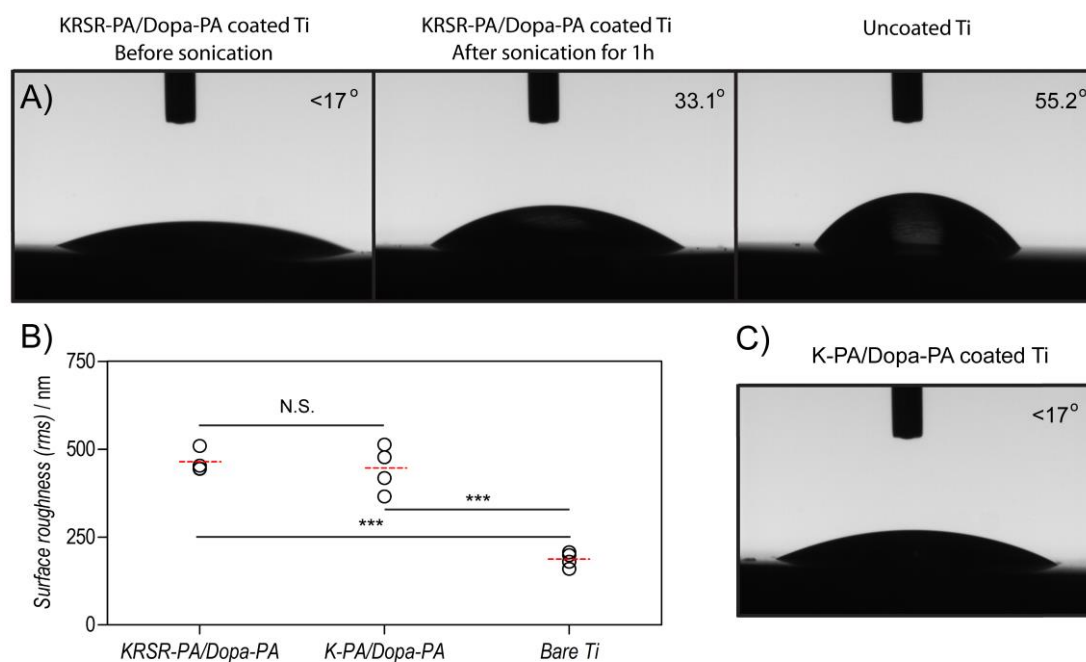 KRSR-PA/Dopa-PA coated Ti
Before sonication
KRSR-PA/Dopa-PA coated Ti
After sonication for 1h
Uncoated Ti
A)
<17°
33.1°
55.2°
B)
Surface roughness (rms) / nm
750
500
250
0
N.S.
***
***
KRSR-PA/Dopa-PA
K-PA/Dopa-PA
Bare Ti
C)
K-PA/Dopa-PA coated Ti
<17°